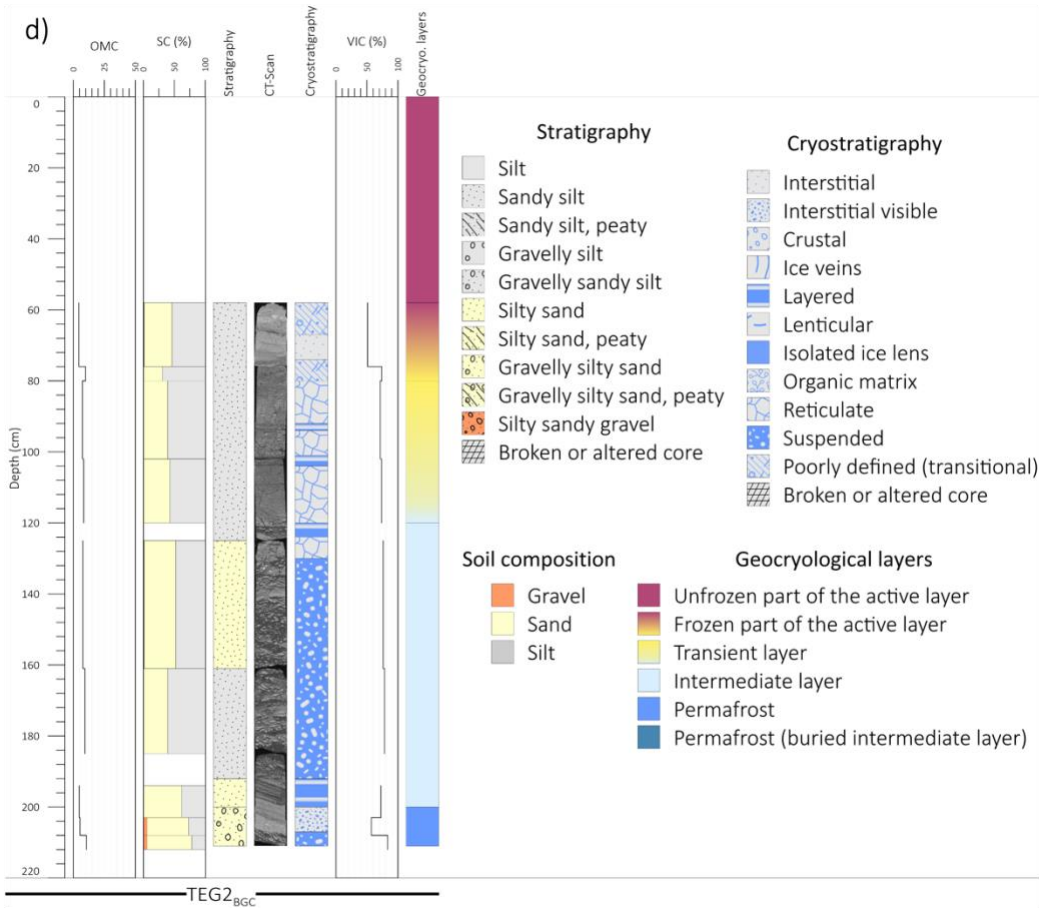 d)
OMC
SC (%)
Stratigraphy
CT-Scan
Cryostratigraphy
VIC (%)
Geocryo. layers
0
25
50
0
50
100
0
50
100
Depth (cm)
0
20
40
60
80
100
120
140
160
180
200
220
TEG2BGC
Stratigraphy
Silt
Sandy silt
Sandy silt, peaty
Gravelly silt
Gravelly sandy silt
Silty sand
Silty sand, peaty
Gravelly silty sand
Gravelly silty sand, peaty
Silty sandy gravel
Broken or altered core
Cryostratigraphy
Interstitial
Interstitial visible
Crustal
Ice veins
Layered
Lenticular
Isolated ice lens
Organic matrix
Reticulate
Suspended
Poorly defined (transitional)
Broken or altered core
Soil composition
Gravel
Sand
Silt
Geocryological layers
Unfrozen part of the active layer
Frozen part of the active layer
Transient layer
Intermediate layer
Permafrost
Permafrost (buried intermediate layer)